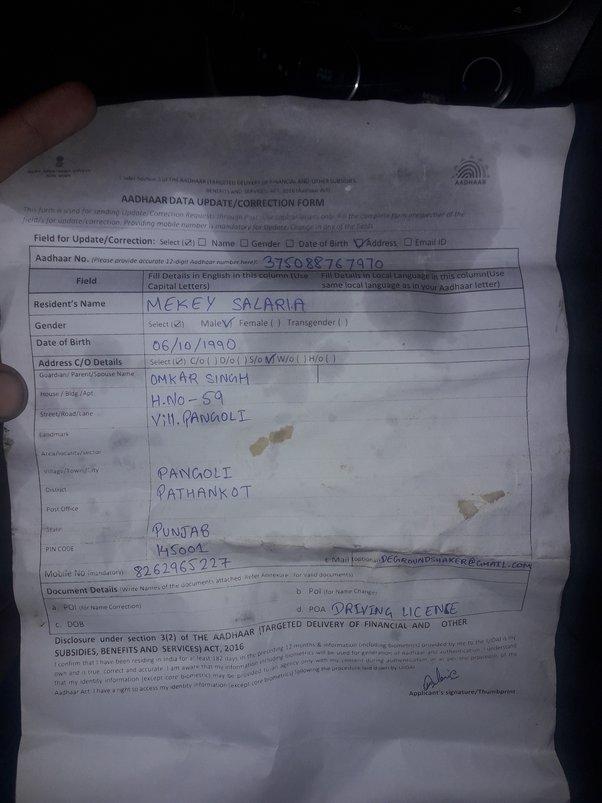 Under Section 3 OF THE AADHAAR (TARGETED DELIVERY OF FINANCIAL AND OTHER SUBSIDIES,
BENEFITS AND SERVICES) ACT, 2016 (Aadhaar Act)
AADHAAR
AADHAAR DATA UPDATE/CORRECTION FORM
This form is used for sending Update/Correction Requests through Post. Use capital letters only. Fill the complete form irrespective of the
field/s for update/correction. Providing mobile number is mandatory for Update/ Change in any of the fields
Field for Update/Correction: Select (☑) ☐ Name ☐ Gender ☐ Date of Birth ☑ Address ☐ Email ID
Aadhaar No. (Please provide accurate 12-digit Aadhaar number here): 375088767970
Field
Fill Details in English in this column (Use Capital Letters)
Fill Details in Local Language in this column(Use same local language as in your Aadhaar letter)
Resident's Name MEKEY SALARIA
Gender Select (☑) Male ✓ Female ( ) Transgender ( )
Date of Birth 06/10/1990
Address C/O Details Select (☑) C/o ( ) D/o ( ) S/o ☑ W/o ( ) H/o ( )
Guardian/ Parent/Spouse Name OMKAR SINGH
House / Bldg./Apt H.NO-59
Street/Road/Lane Vill. PANGOLI
Landmark
Area/locality/sector
Village/Town/City PANGOLI
District PATHANKOT
Post Office
State PUNJAB
PIN CODE 145001
Mobile No (mandatory): 8262965227 E-Mail (optional) DEGROUNDSHAKER@GMAIL.COM
Document Details (Write Names of the documents attached. Refer Annexure for valid documents)
a. POI (for Name Correction) b. POI (for Name Change)
c. DOB d. POA DRIVING LICENSE
Disclosure under section 3(2) of THE AADHAAR (TARGETED DELIVERY OF FINANCIAL AND OTHER
SUBSIDIES, BENEFITS AND SERVICES) ACT, 2016
I confirm that I have been residing in India for at least 182 days in the preceding 12 months & information (including biometrics) provided by me to the UIDAI is my
own and is true, correct and accurate. I am aware that my information including biometrics will be used for generation of Aadhaar and authentication. I understand
that my identity information (except core biometric) may be provided to an agency only with my consent during authentication or as per the provisions of the
Aadhaar Act. I have a right to access my identity information (except core biometrics) following the procedure laid down by UIDAI
Applicant's signature/Thumbprint